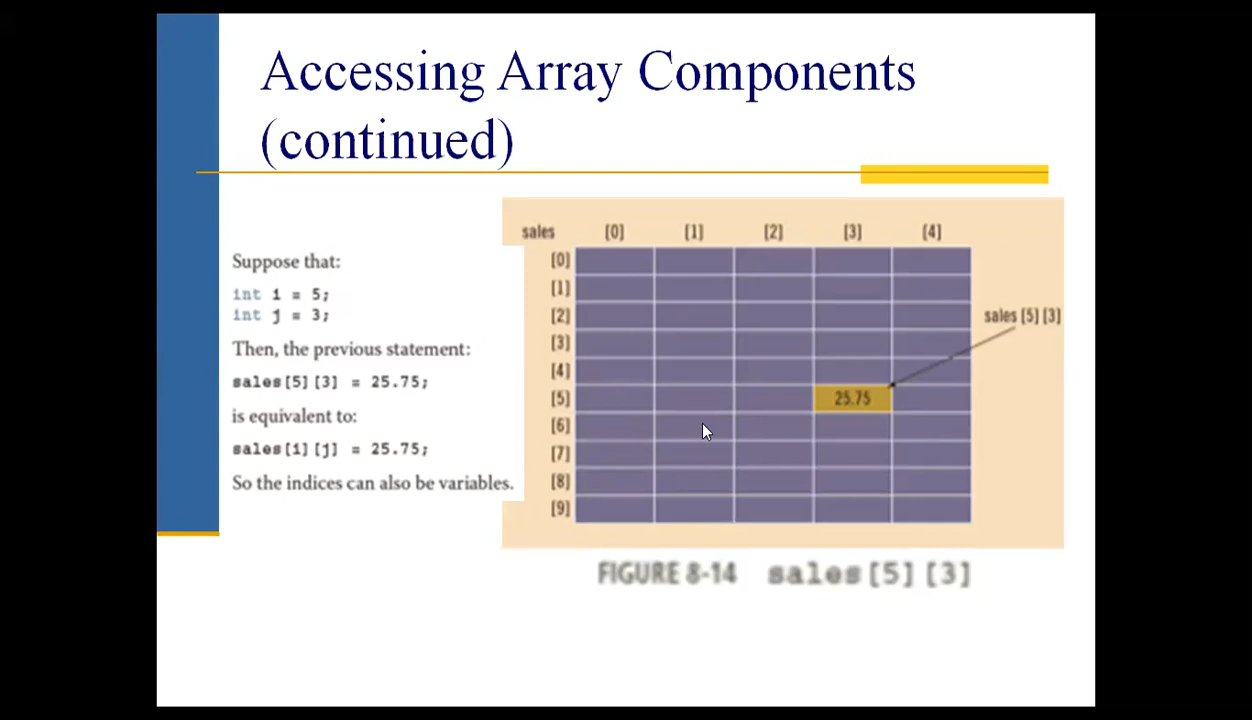 Accessing Array Components
(continued)
Suppose that:
int i = 5;
int j = 3;
Then, the previous statement:
sales[5][3] = 25.75;
is equivalent to:
sales[i][j] = 25.75;
So the indices can also be variables.
sales [0] [1] [2] [3] [4]
[0]
[1]
[2]
sales [5] [3]
[3]
[4]
[5] 25.75
[6]
[7]
[8]
[9]
FIGURE 8-14 sales[5][3]